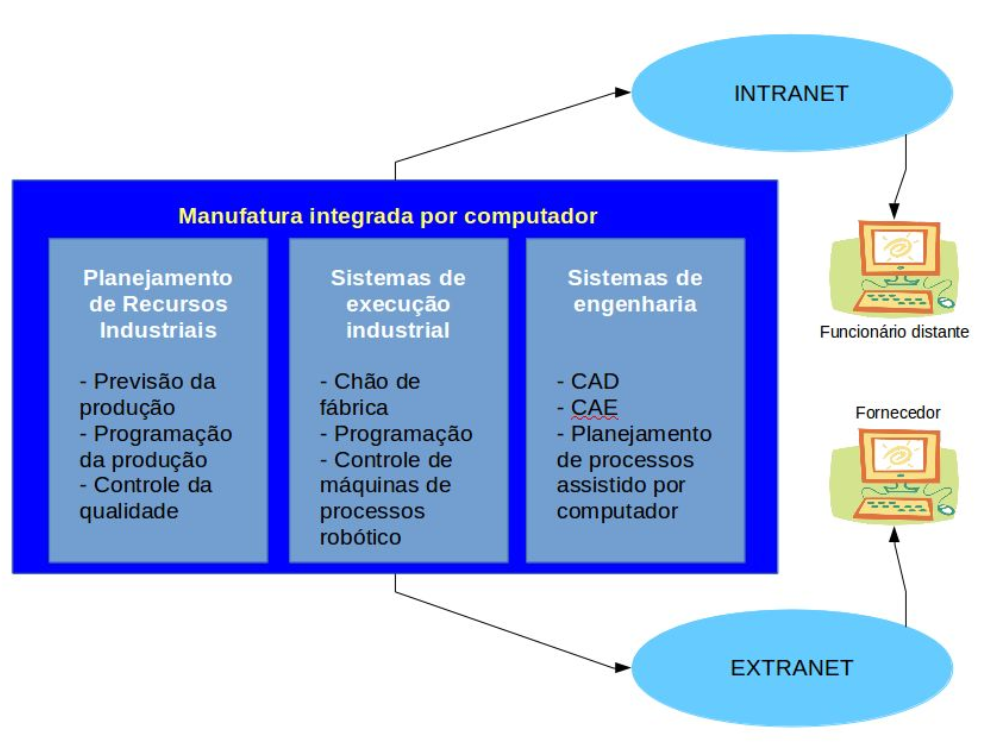 INTRANET
Manufatura integrada por computador
Planejamento
de Recursos
Industriais
- Previsão da
produção
- Programação
da produção
- Controle da
qualidade
Sistemas de
execução
industrial
- Chão de
fábrica
- Programação
- Controle de
máquinas de
processos
robótico
Sistemas de
engenharia
- CAD
- CAE
- Planejamento
de processos
assistido por
computador
Funcionário distante
Fornecedor
EXTRANET